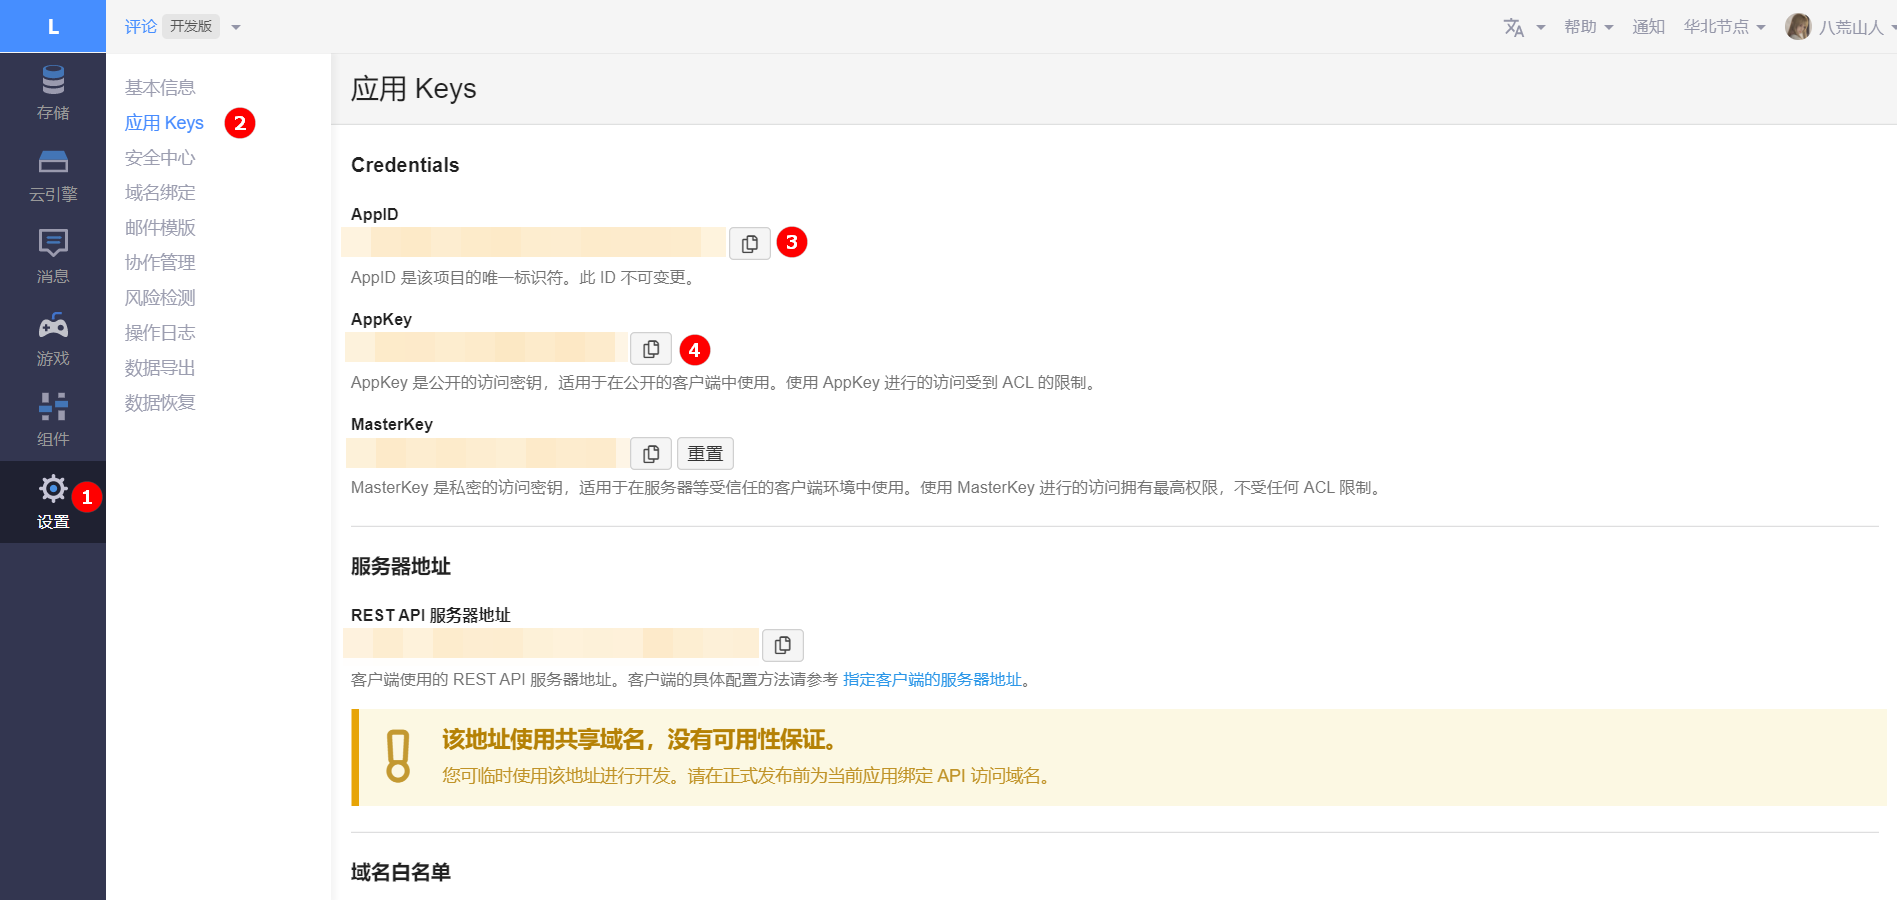 L
评论 开发版
帮助 通知 华北节点 八荒山人
存储
云引擎
消息
游戏
组件
设置
1
基本信息
应用 Keys 2
安全中心
域名绑定
邮件模版
协作管理
风险检测
操作日志
数据导出
数据恢复
应用 Keys
Credentials
AppID
3
AppID 是该项目的唯一标识符。此 ID 不可变更。
AppKey
4
AppKey 是公开的访问密钥，适用于在公开的客户端中使用。使用 AppKey 进行的访问受到 ACL 的限制。
MasterKey
重置
MasterKey 是私密的访问密钥，适用于在服务器等受信任的客户端环境中使用。使用 MasterKey 进行的访问拥有最高权限，不受任何 ACL 限制。
服务器地址
REST API 服务器地址
客户端使用的 REST API 服务器地址。客户端的具体配置方法请参考 指定客户端的服务器地址。
该地址使用共享域名，没有可用性保证。
您可临时使用该地址进行开发。请在正式发布前为当前应用绑定 API 访问域名。
域名白名单